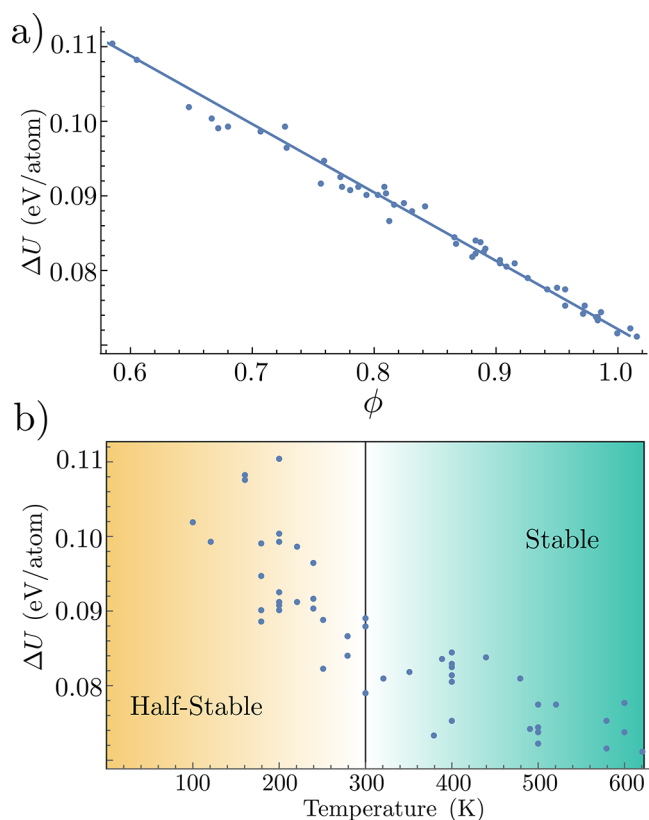 a)
0.11
0.10
0.09
0.08
ΔU (eV/atom)
0.6 0.7 0.8 0.9 1.0
ϕ
b)
0.11
0.10
0.09
0.08
ΔU (eV/atom)
Stable
Half-Stable
100 200 300 400 500 600
Temperature (K)